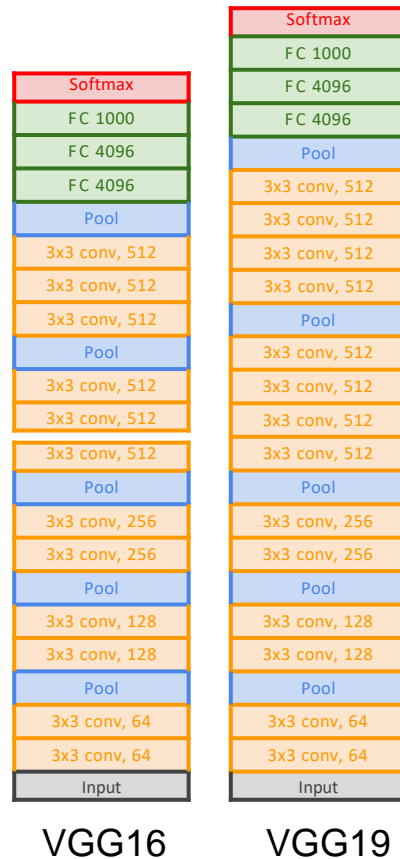 Softmax
FC 1000
FC 4096
FC 4096
Pool
3x3 conv, 512
3x3 conv, 512
3x3 conv, 512
Pool
3x3 conv, 512
3x3 conv, 512
3x3 conv, 512
Pool
3x3 conv, 256
3x3 conv, 256
Pool
3x3 conv, 128
3x3 conv, 128
Pool
3x3 conv, 64
3x3 conv, 64
Input
VGG16
Softmax
FC 1000
FC 4096
FC 4096
Pool
3x3 conv, 512
3x3 conv, 512
3x3 conv, 512
3x3 conv, 512
Pool
3x3 conv, 512
3x3 conv, 512
3x3 conv, 512
3x3 conv, 512
Pool
3x3 conv, 256
3x3 conv, 256
Pool
3x3 conv, 128
3x3 conv, 128
Pool
3x3 conv, 64
3x3 conv, 64
Input
VGG19